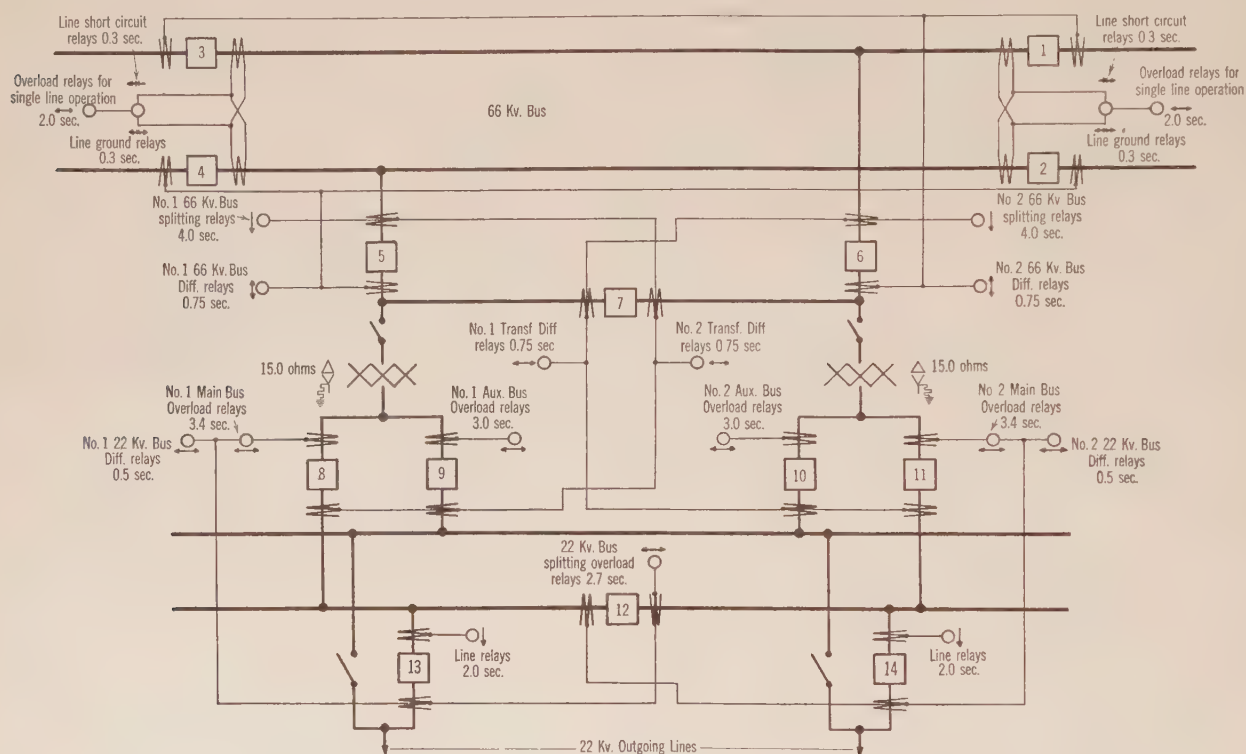 Line short circuit
relays 0.3 sec.
3
1
Line short circuit
relays 0.3 sec.
Overload relays for
single line operation
2.0 sec.
66 Kv. Bus
Overload relays for
single line operation
2.0 sec.
Line ground relays
0.3 sec.
4
2
Line ground relays
0.3 sec.
No. 1 66 Kv. Bus
splitting relays
4.0 sec.
5
6
No 2 66 Kv. Bus
splitting relays
4.0 sec.
No. 1 66 Kv. Bus
Diff. relays
0.75 sec.
7
No. 2 66 Kv. Bus
Diff. relays
0.75 sec.
No. 1 Transf Diff
relays 0.75 sec
No. 2 Transf. Diff
relays 0.75 sec
15.0 ohms
15.0 ohms
No. 1 Main Bus
Overload relays
3.4 sec.
No. 1 Aux. Bus
Overload relays
3.0 sec.
No. 2 Aux. Bus
Overload relays
3.0 sec.
No 2 Main Bus
Overload relays
3.4 sec.
No. 1 22 Kv. Bus
Diff. relays
0.5 sec.
8
9
10
11
No. 2 22 Kv. Bus
Diff. relays
0.5 sec.
22 Kv. Bus
splitting overload
relays 2.7 sec.
12
13
Line relays
2.0 sec.
14
Line relays
2.0 sec.
22 Kv. Outgoing Lines